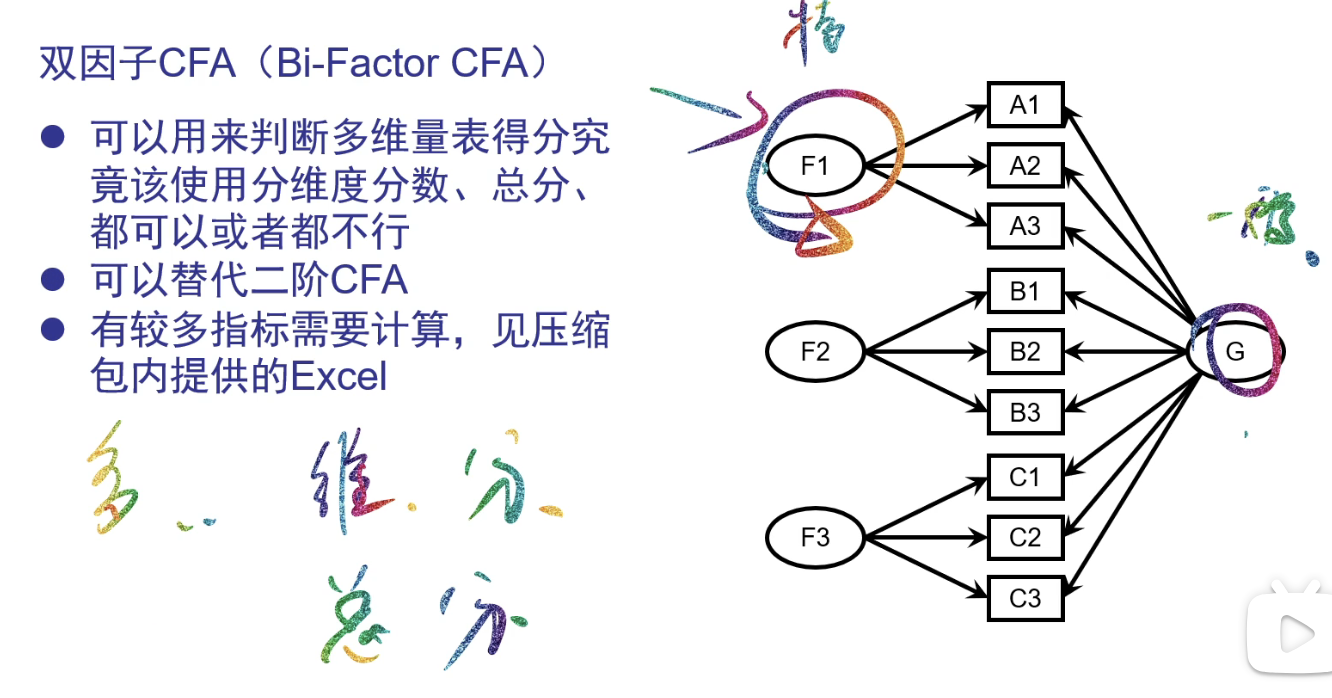 双因子CFA（Bi-Factor CFA）
● 可以用来判断多维量表得分究
竟该使用分维度分数、总分、
都可以或者都不行
● 可以替代二阶CFA
● 有较多指标需要计算，见压缩
包内提供的Excel
多 维 分
总分
F1
F2
F3
A1
A2
A3
B1
B2
B3
C1
C2
C3
G